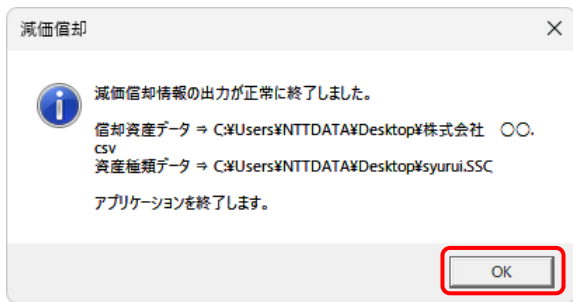 減価償却
減価償却情報の出力が正常に終了しました。
償却資産データ ⇒ C:¥Users¥NTTDATA¥Desktop¥株式会社　〇〇.
csv
資産種類データ ⇒ C:¥Users¥NTTDATA¥Desktop¥syurui.SSC
アプリケーションを終了します。
OK